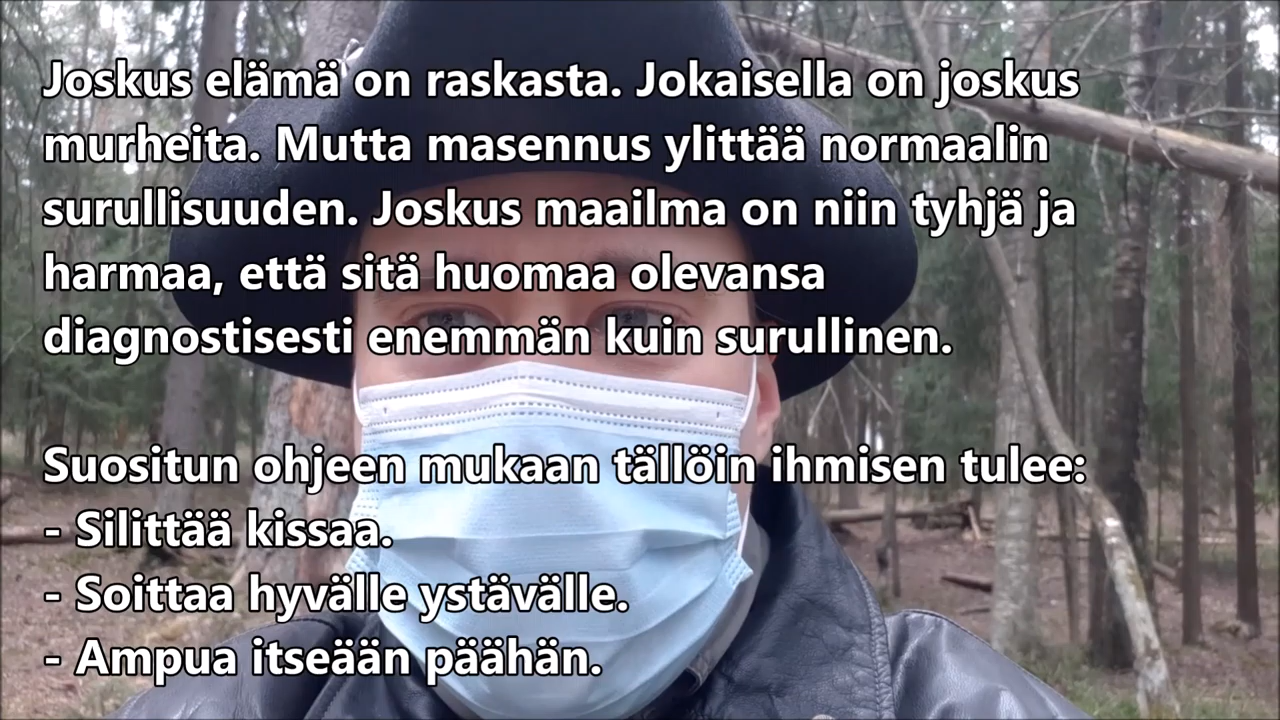 Joskus elämä on raskasta. Jokaisella on joskus
murheita. Mutta masennus ylittää normaalin
surullisuuden. Joskus maailma on niin tyhjä ja
harmaa, että sitä huomaa olevansa
diagnostisesti enemmän kuin surullinen.
Suositun ohjeen mukaan tällöin ihmisen tulee:
- Silittää kissaa.
- Soittaa hyvälle ystävälle.
- Ampua itseään päähän.